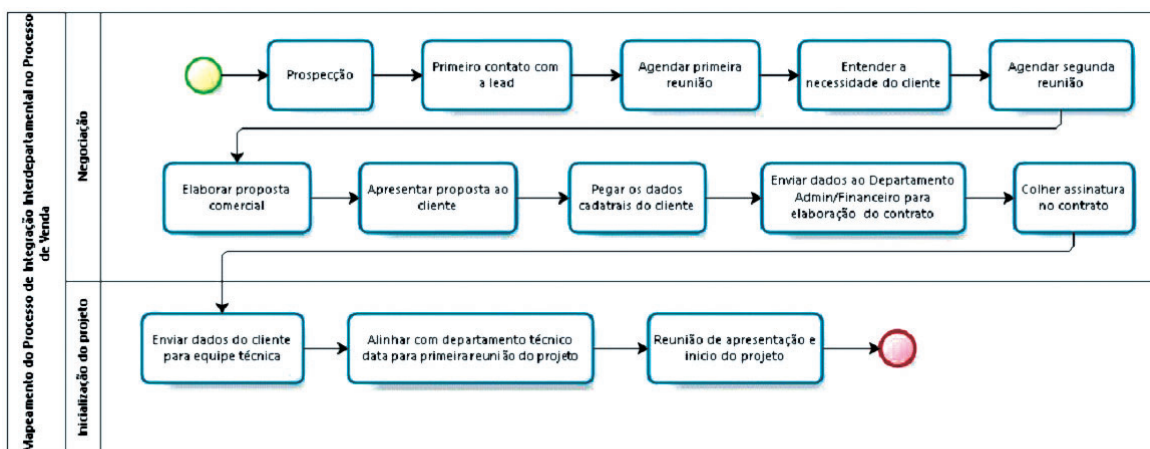 Mapeamento do Processo de Integração Interdepartamental no Processo
de Venda
Negociação
Prospecção
Primeiro contato com
a lead
Agendar primeira
reunião
Entender a
necessidade do cliente
Agendar segunda
reunião
Elaborar proposta
comercial
Apresentar proposta ao
cliente
Pegar os dados
cadatrais do cliente
Enviar dados ao Departamento
Admin/Financeiro para
elaboração do contrato
Colher assinatura
no contrato
Inicialização do projeto
Enviar dados do cliente
para equipe técnica
Alinhar com departamento técnico
data para primeira reunião do projeto
Reunião de apresentação e
inicio do projeto